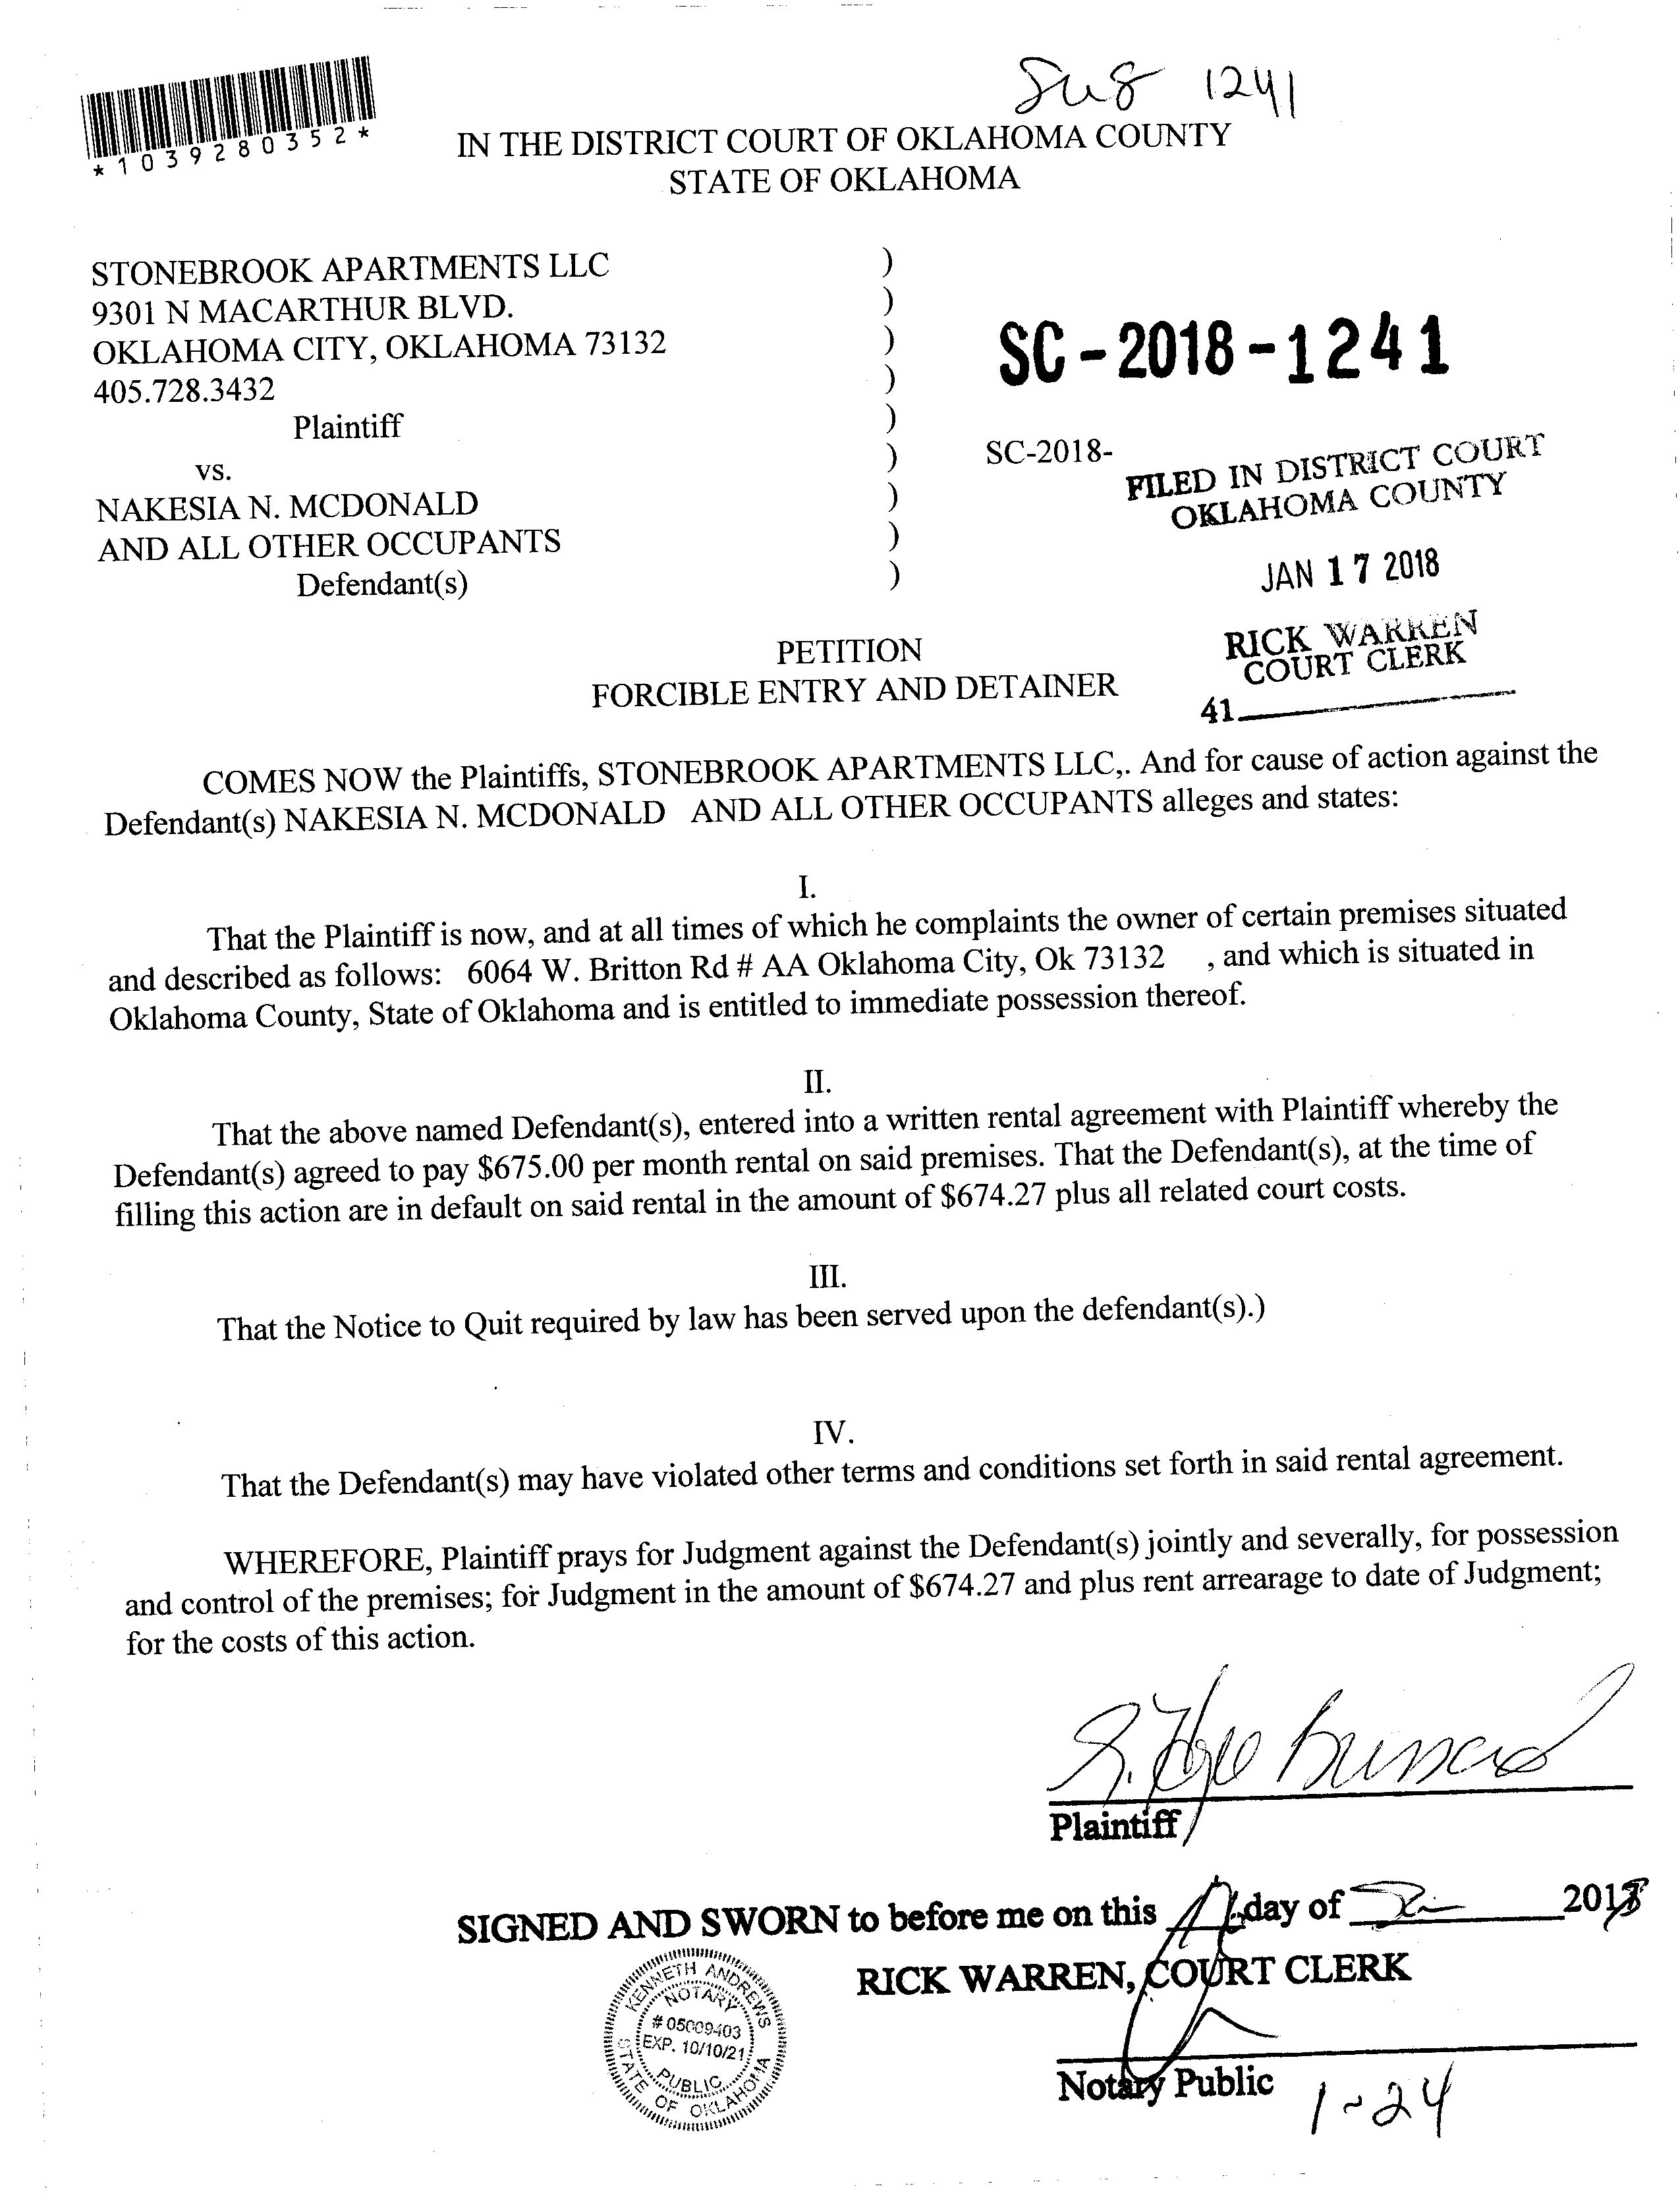 *1039280352*
1241
IN THE DISTRICT COURT OF OKLAHOMA COUNTY
STATE OF OKLAHOMA
STONEBROOK APARTMENTS LLC )
9301 N MACARTHUR BLVD. )
OKLAHOMA CITY, OKLAHOMA 73132 )
405.728.3432 )
Plaintiff )
vs. )
NAKESIA N. MCDONALD )
AND ALL OTHER OCCUPANTS )
Defendant(s) )
SC-2018-1241
SC-2018-
FILED IN DISTRICT COURT
OKLAHOMA COUNTY
JAN 17 2018
RICK WARREN
COURT CLERK
41
PETITION
FORCIBLE ENTRY AND DETAINER
COMES NOW the Plaintiffs, STONEBROOK APARTMENTS LLC,. And for cause of action against the
Defendant(s) NAKESIA N. MCDONALD AND ALL OTHER OCCUPANTS alleges and states:
I.
That the Plaintiff is now, and at all times of which he complaints the owner of certain premises situated
and described as follows: 6064 W. Britton Rd # AA Oklahoma City, Ok 73132 , and which is situated in
Oklahoma County, State of Oklahoma and is entitled to immediate possession thereof.
II.
That the above named Defendant(s), entered into a written rental agreement with Plaintiff whereby the
Defendant(s) agreed to pay $675.00 per month rental on said premises. That the Defendant(s), at the time of
filling this action are in default on said rental in the amount of $674.27 plus all related court costs.
III.
That the Notice to Quit required by law has been served upon the defendant(s).)
IV.
That the Defendant(s) may have violated other terms and conditions set forth in said rental agreement.
WHEREFORE, Plaintiff prays for Judgment against the Defendant(s) jointly and severally, for possession
and control of the premises; for Judgment in the amount of $674.27 and plus rent arrearage to date of Judgment;
for the costs of this action.
Plaintiff
SIGNED AND SWORN to before me on this day of 2018
RICK WARREN, COURT CLERK
KENNETH ANDREWS
NOTARY
# 05009403
EXP. 10/10/21
PUBLIC
STATE OF OKLAHOMA
Notary Public
1-24